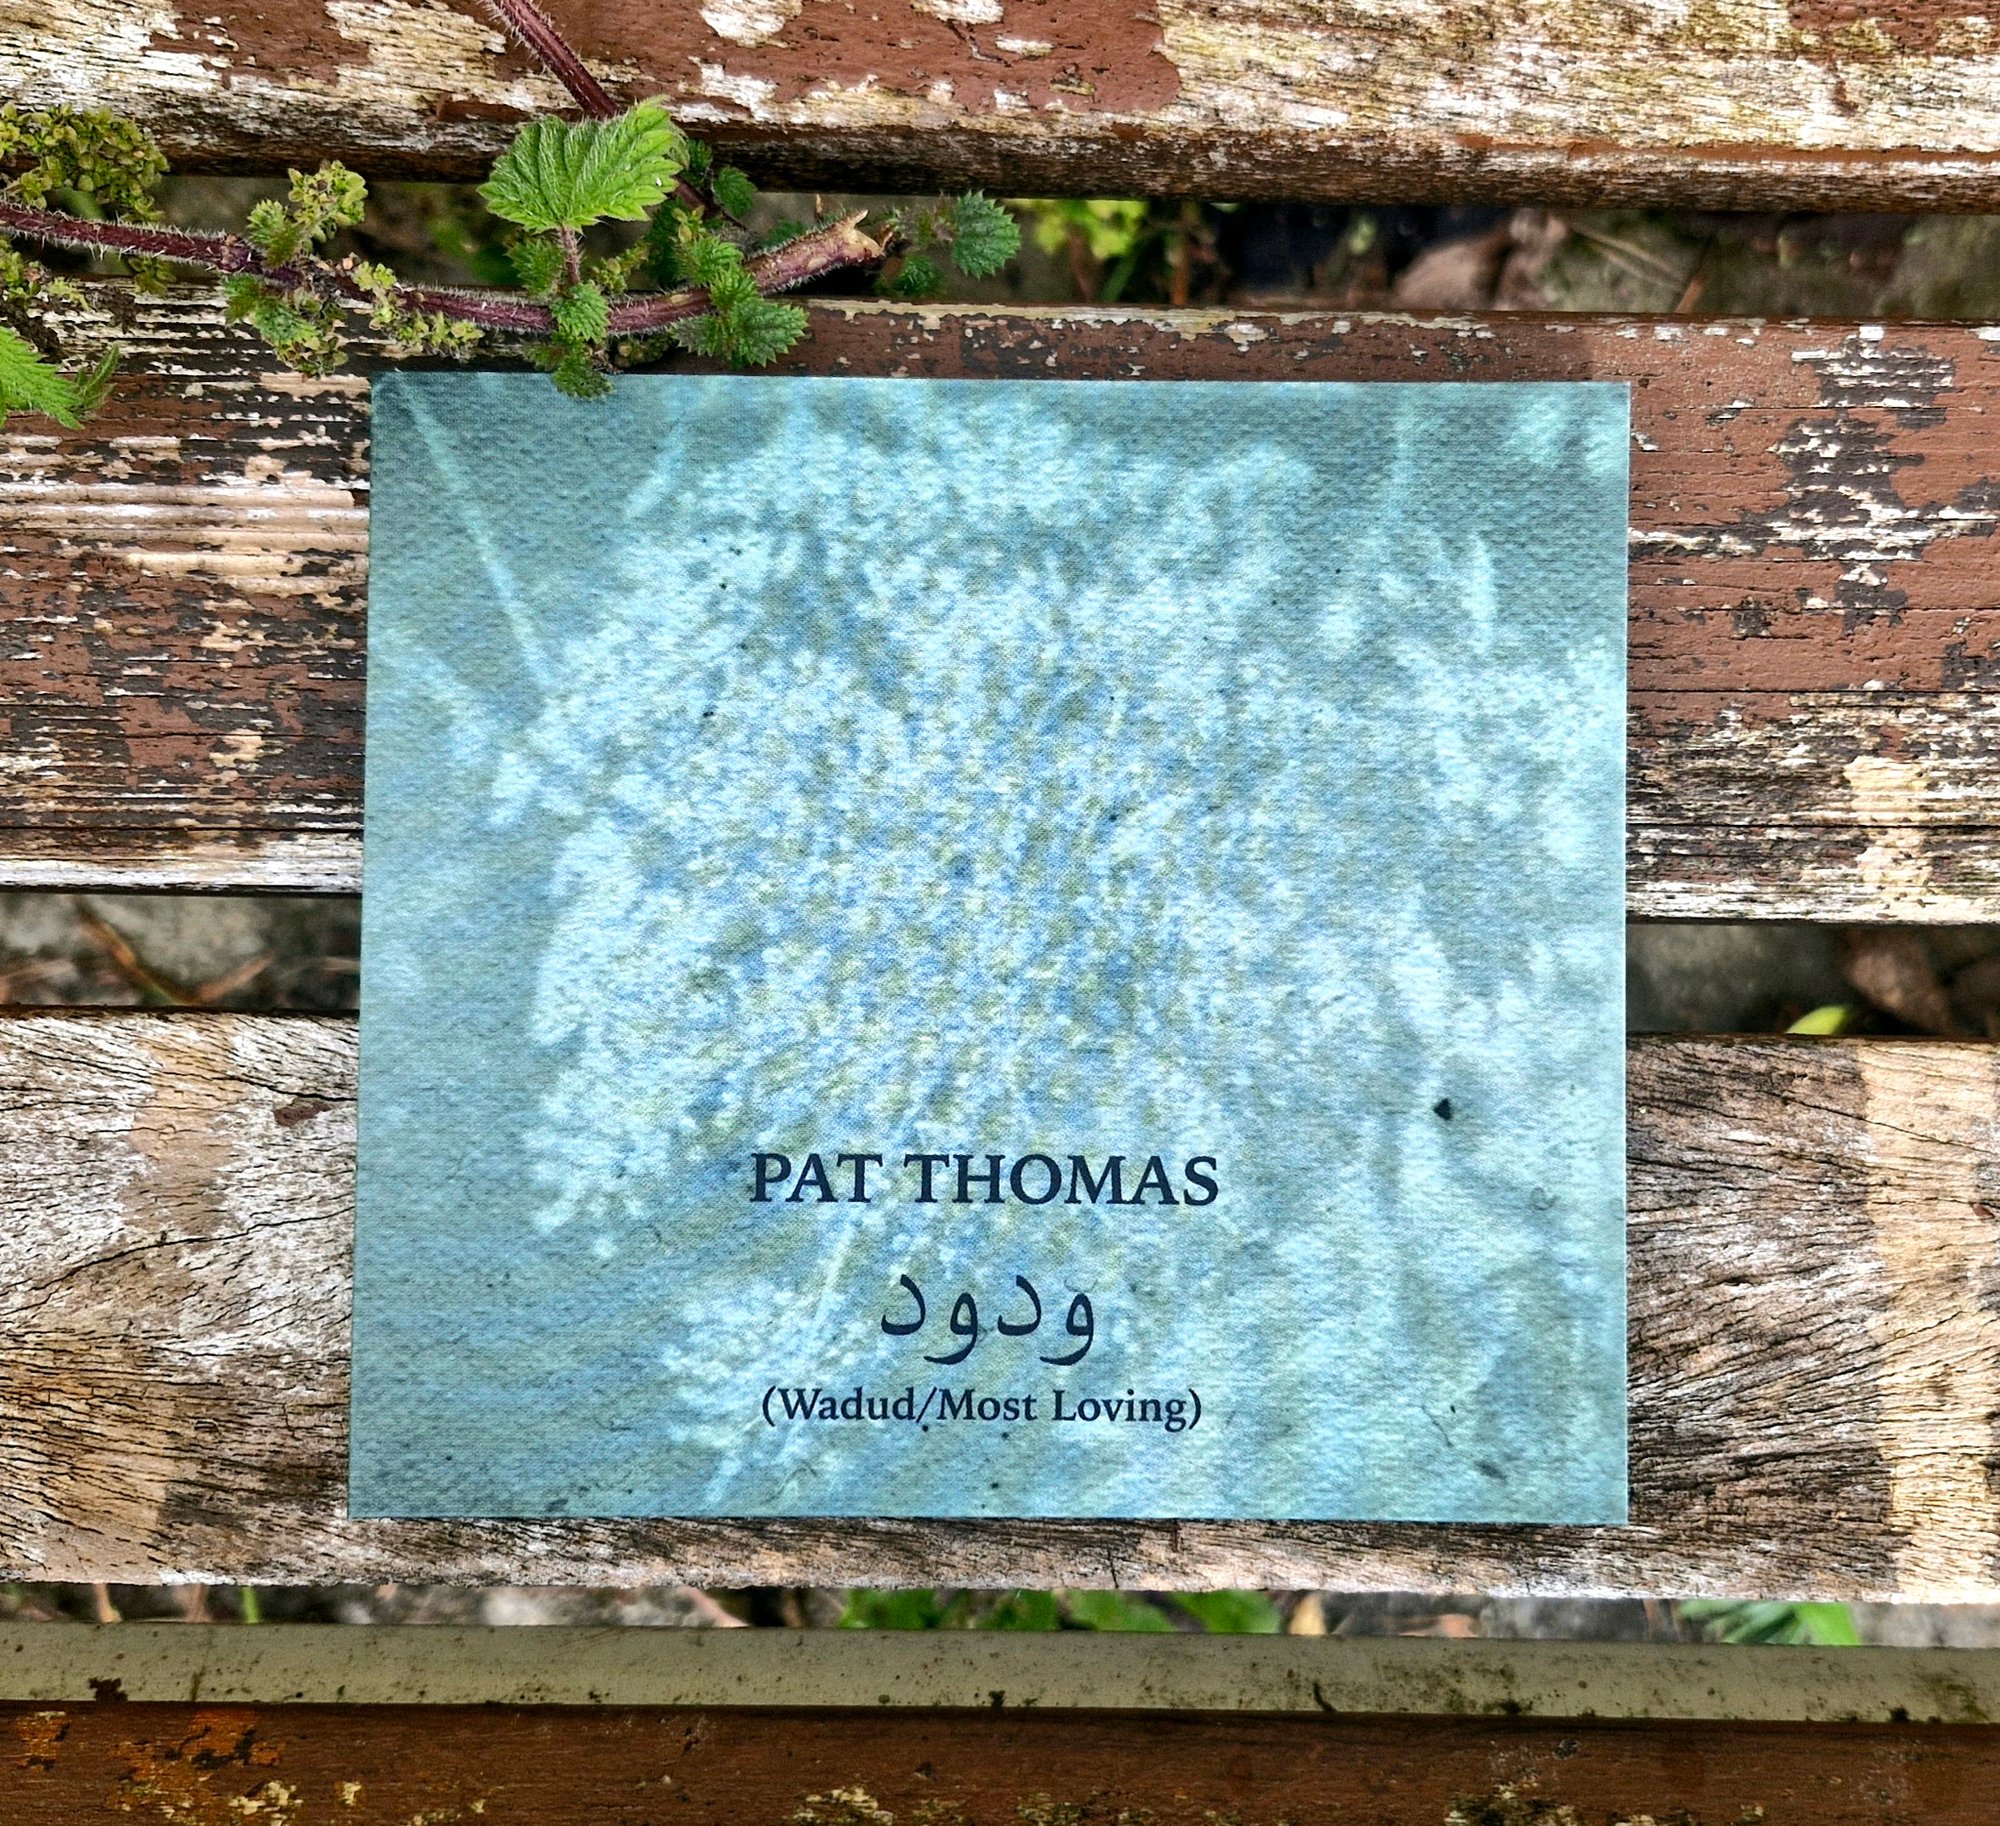 PAT THOMAS
ودود
(Wadud/Most Loving)